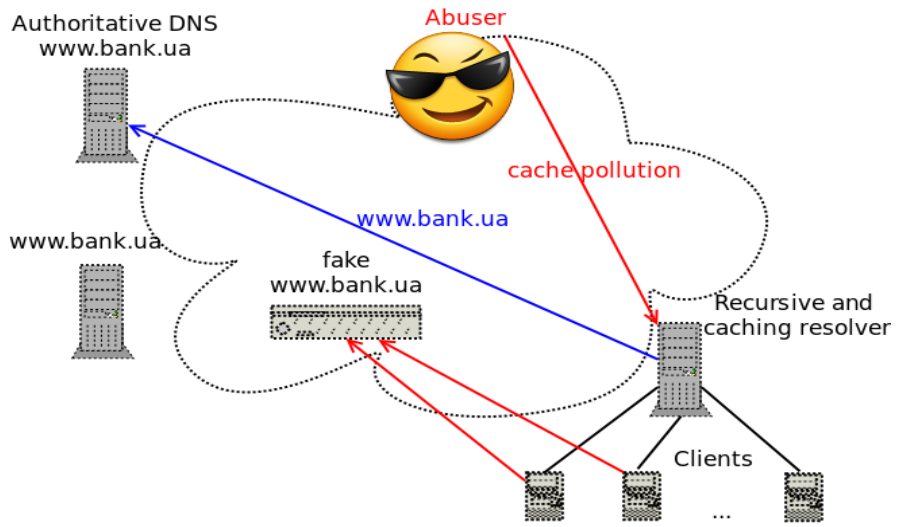 Authoritative DNS
www.bank.ua
Abuser
cache pollution
www.bank.ua
www.bank.ua
fake
www.bank.ua
Recursive and
caching resolver
Clients
...